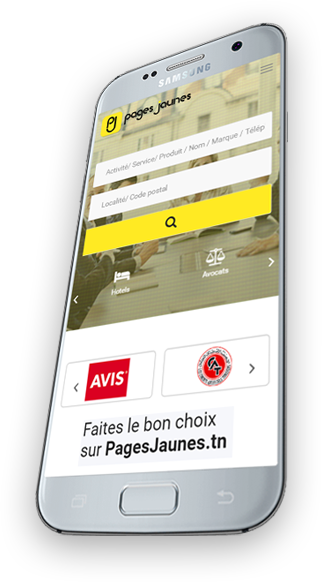 SAMSUNG
pages jaunes
Activité/ Service/ Produit / Nom / Marque / Télép
Localité/ Code postal
Hotels
Avocats
AVIS
Faites le bon choix
sur PagesJaunes.tn